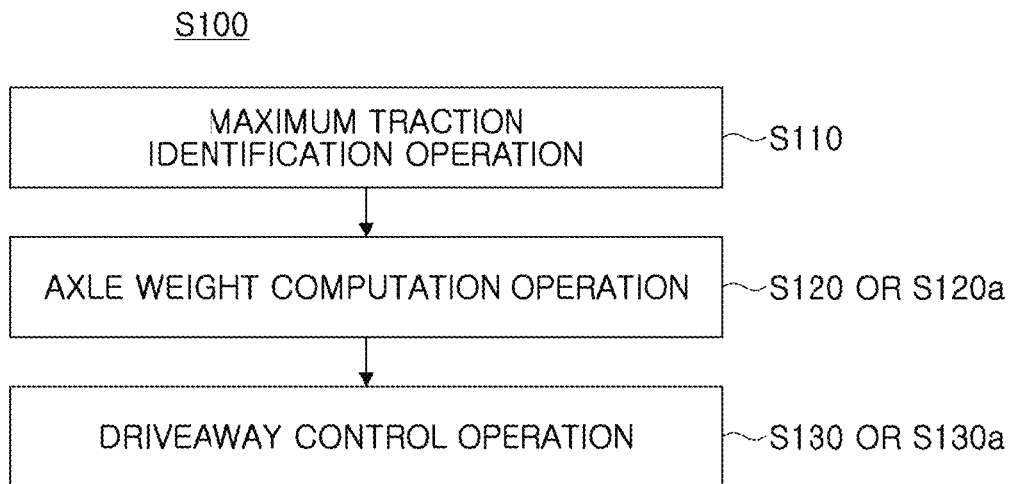 S100
MAXIMUM TRACTION
IDENTIFICATION OPERATION
S110
AXLE WEIGHT COMPUTATION OPERATION
S120 OR S120a
DRIVEAWAY CONTROL OPERATION
S130 OR S130a